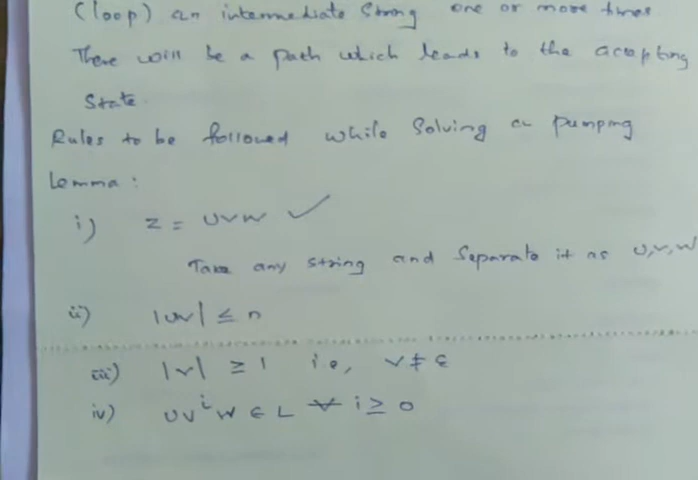 (loop) an intermediate string one or more times
There will be a path which leads to the accepting
state.
Rules to be followed while solving a pumping
lemma :
i) z = uvw ✓
Take any string and separate it as u,v,w
ii) |uv| ≤ n
iii) |v| ≥ 1 i.e, v ≠ ε
iv) uvⁱw ∈ L ∀ i ≥ 0